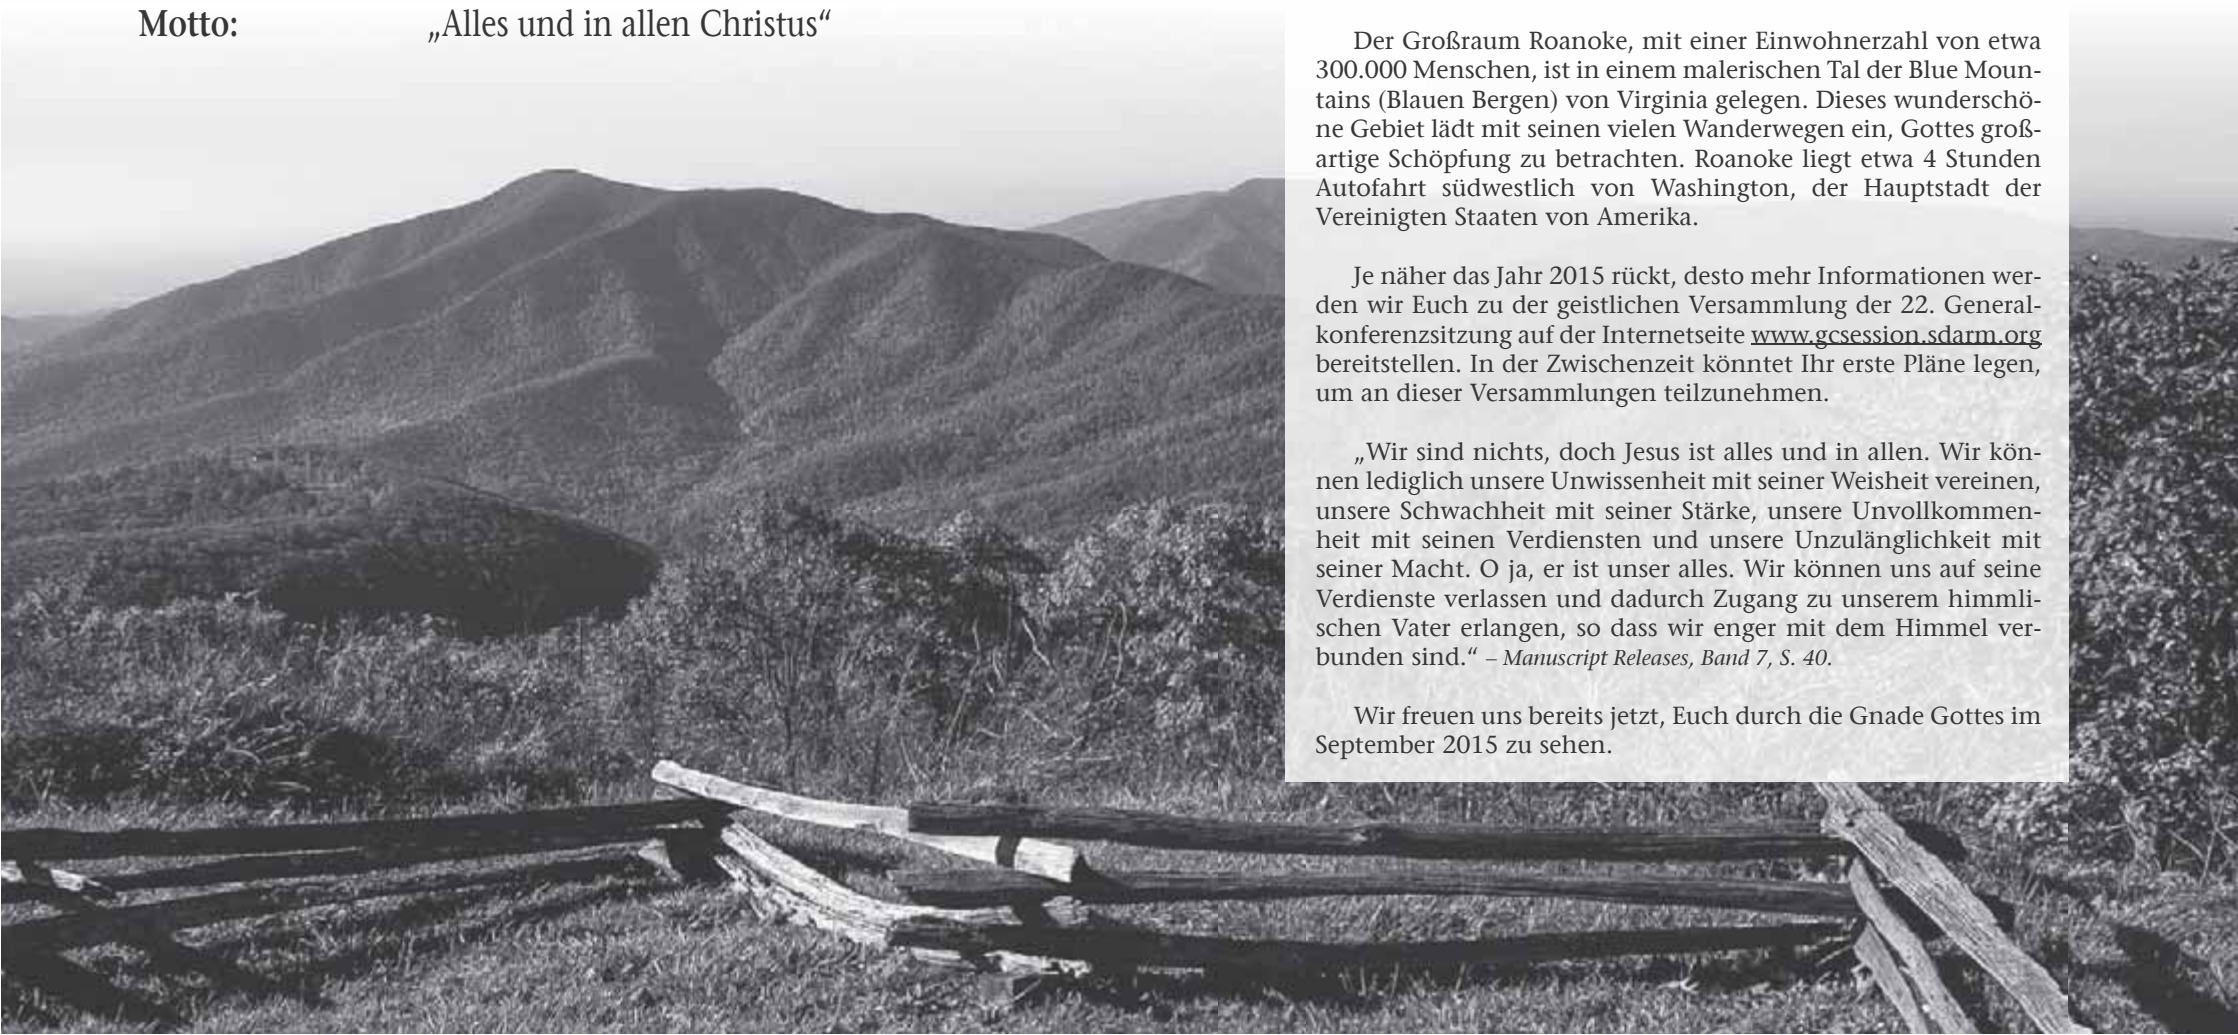 Motto: „Alles und in allen Christus“
Der Großraum Roanoke, mit einer Einwohnerzahl von etwa
300.000 Menschen, ist in einem malerischen Tal der Blue Moun-
tains (Blauen Bergen) von Virginia gelegen. Dieses wunderschö-
ne Gebiet lädt mit seinen vielen Wanderwegen ein, Gottes groß-
artige Schöpfung zu betrachten. Roanoke liegt etwa 4 Stunden
Autofahrt südwestlich von Washington, der Hauptstadt der
Vereinigten Staaten von Amerika.
Je näher das Jahr 2015 rückt, desto mehr Informationen wer-
den wir Euch zu der geistlichen Versammlung der 22. General-
konferenzsitzung auf der Internetseite www.gcsession.sdarm.org
bereitstellen. In der Zwischenzeit könntet Ihr erste Pläne legen,
um an dieser Versammlungen teilzunehmen.
„Wir sind nichts, doch Jesus ist alles und in allen. Wir kön-
nen lediglich unsere Unwissenheit mit seiner Weisheit vereinen,
unsere Schwachheit mit seiner Stärke, unsere Unvollkommen-
heit mit seinen Verdiensten und unsere Unzulänglichkeit mit
seiner Macht. O ja, er ist unser alles. Wir können uns auf seine
Verdienste verlassen und dadurch Zugang zu unserem himmli-
schen Vater erlangen, so dass wir enger mit dem Himmel ver-
bunden sind.“ – Manuscript Releases, Band 7, S. 40.
Wir freuen uns bereits jetzt, Euch durch die Gnade Gottes im
September 2015 zu sehen.